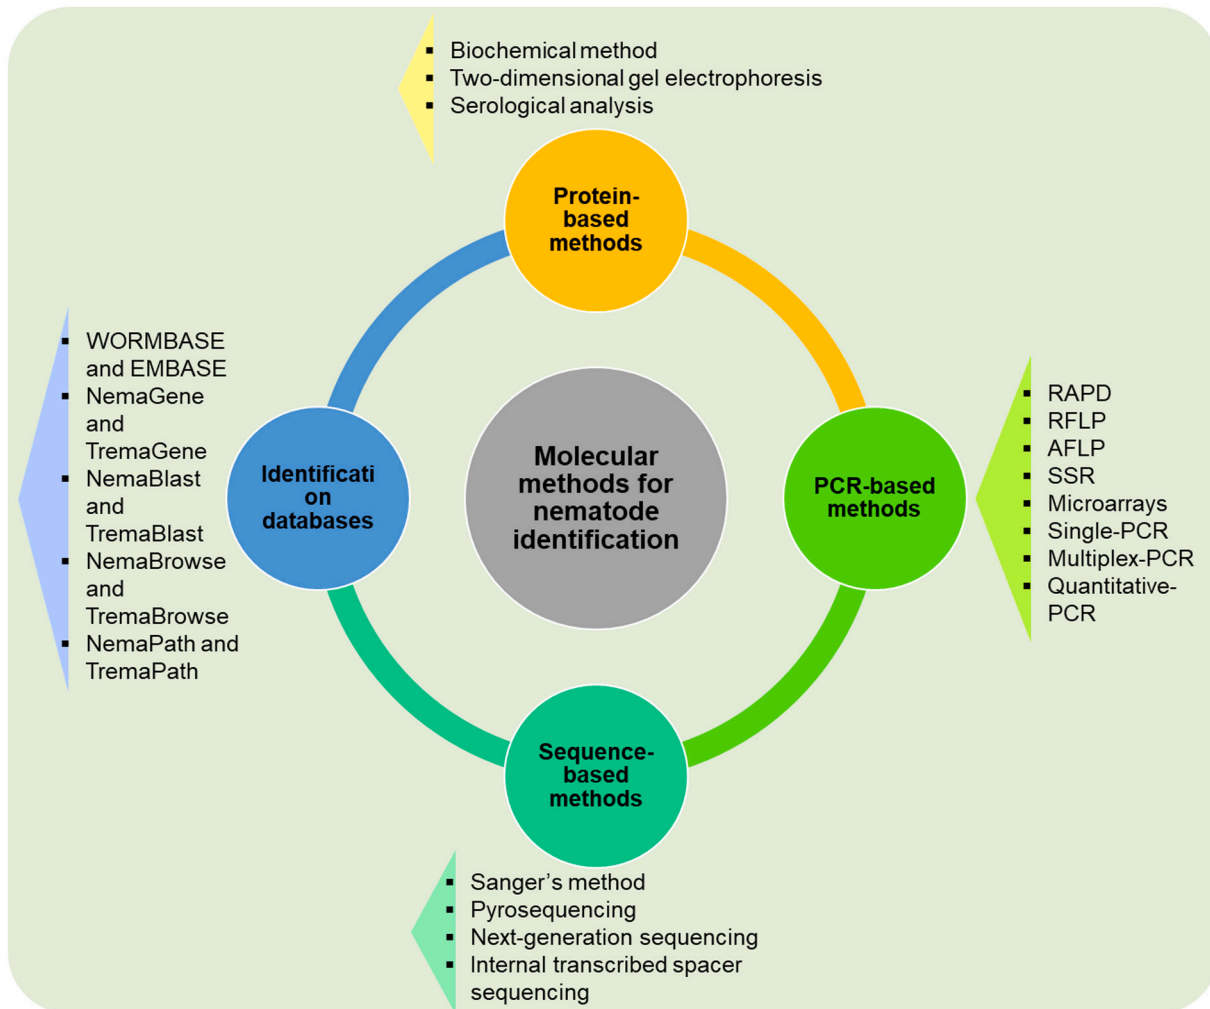 ▪ Biochemical method
▪ Two-dimensional gel electrophoresis
▪ Serological analysis
Protein-
based
methods
▪ WORMBASE
and EMBASE
▪ NemaGene
and
TremaGene
▪ NemaBlast
and
TremaBlast
▪ NemaBrowse
and
TremaBrowse
▪ NemaPath and
TremaPath
Identificati
on
databases
Molecular
methods for
nematode
identification
PCR-based
methods
▪ RAPD
▪ RFLP
▪ AFLP
▪ SSR
▪ Microarrays
▪ Single-PCR
▪ Multiplex-PCR
▪ Quantitative-
PCR
Sequence-
based
methods
▪ Sanger’s method
▪ Pyrosequencing
▪ Next-generation sequencing
▪ Internal transcribed spacer
sequencing